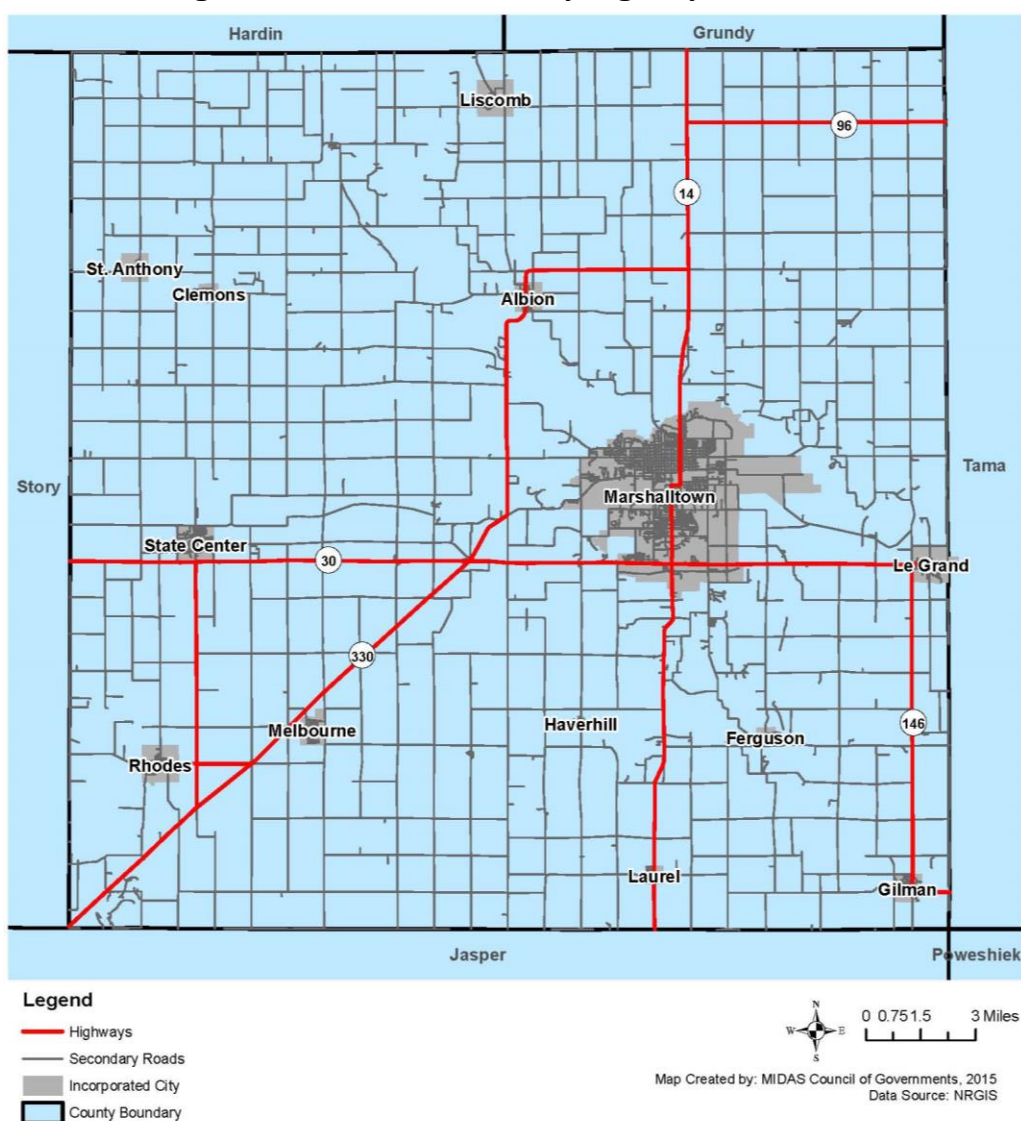 Hardin
Grundy
Liscomb
96
14
St. Anthony
Clemons
Albion
Story
Tama
Marshalltown
State Center
30
Le Grand
330
Melbourne
Haverhill
Ferguson
146
Rhodes
Laurel
Gilman
Jasper
Poweshiek
Legend
Highways
Secondary Roads
Incorporated City
County Boundary
N
W
E
S
0 0.75 1.5 3 Miles
Map Created by: MIDAS Council of Governments, 2015
Data Source: NRGIS